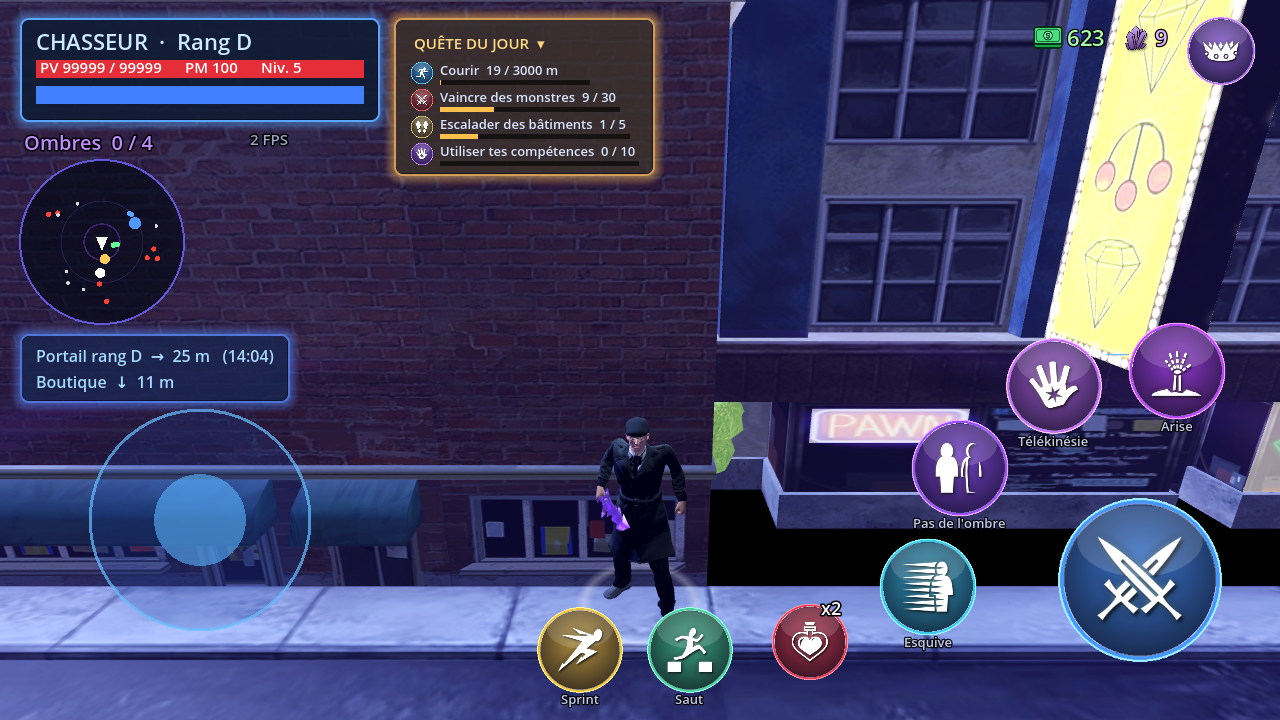 CHASSEUR · Rang D
PV 99999 / 99999 PM 100 Niv. 5
Ombres 0 / 4
2 FPS
QUÊTE DU JOUR ▼
Courir 19 / 3000 m
Vaincre des monstres 9 / 30
Escalader des bâtiments 1 / 5
Utiliser tes compétences 0 / 10
623
9
Portail rang D → 25 m (14:04)
Boutique ↓ 11 m
PAWN
Télékinésie
Arise
Pas de l'ombre
Esquive
x2
Sprint
Saut